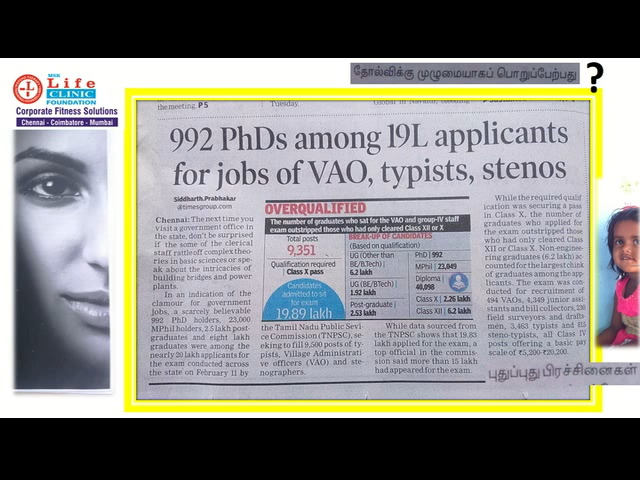 MSR
Life
CLINIC
FOUNDATION
Corporate Fitness Solutions
Chennai - Coimbatore - Mumbai
தோல்விக்கு முழுமையாகப் பொறுப்பேற்பது
?
the meeting. P 5
Tuesday.
992 PhDs among 19L applicants
for jobs of VAO, typists, stenos
Siddharth.Prabhakar
@timesgroup.com
Chennai: The next time you
visit a government office in
the state, don't be surprised
if the some of the clerical
staff rattle off complex theo-
ries in basic sciences or speak
about the intricacies of
building bridges and power
plants.
In an indication of the
clamour for government
jobs, a scarcely believable
992 PhD holders, 23,000
MPhil holders, 2.5 lakh post-
graduates and eight lakh
graduates were among the
nearly 20 lakh applicants for
the exam conducted across
the state on February 11 by
OVERQUALIFIED
The number of graduates who sat for the VAO and group-IV staff
exam outstripped those who had only cleared Class XII or X
Total posts
9,351
Qualification required
Class X pass
Candidates
admitted to sit
for exam
19.89 lakh
BREAK-UP OF CANDIDATES
(Based on qualification)
UG (Other than
BE/BTech)
6.2 lakh
UG (BE/BTech)
1.92 lakh
Post-graduate
2.53 lakh
PhD 992
MPhil 23,049
Diploma
40,098
Class X 2.26 lakh
Class XII 6.2 lakh
the Tamil Nadu Public Sevi-
ce Commission (TNPSC), se-
eking to fill 9,500 posts of ty-
pists, Village Administrati-
ve officers (VAO) and ste-
nographers.
While data sourced from
the TNPSC shows that 19.83
lakh applied for the exam, a
top official in the commis-
sion said more than 15 lakh
had appeared for the exam.
While the required qualif
ication was securing a pass
in Class X, the number of
graduates who applied for
the exam outstripped those
who had only cleared Class
XII or Class X. Non-engine-
ring graduates (6.2 lakh) ac
counted for the largest chunk
of among the app
licants. The exam was con
ducted for recruitment of
494 VAOs, 4,349 junior assi-
stants and bill collectors, 230
field surveyors and drafts-
men, 3,463 typists and 815
steno-typists, all Class IV
posts offering a basic pay
scale of ₹5,200-₹20,200.
புதுப்புது பிரச்சினைகள்